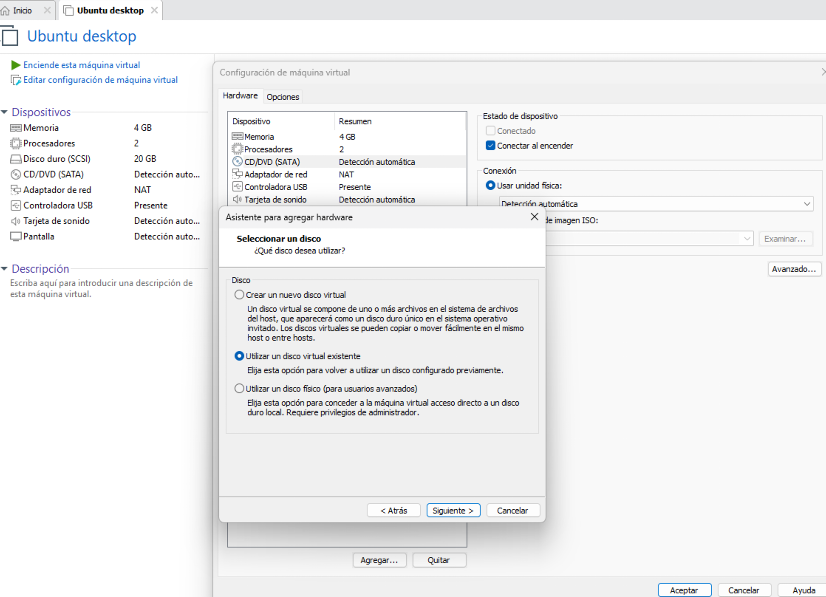 Inicio
Ubuntu desktop
Ubuntu desktop
Enciende esta máquina virtual
Editar configuración de máquina virtual
Dispositivos
Memoria 4 GB
Procesadores 2
Disco duro (SCSI) 20 GB
CD/DVD (SATA) Detección auto...
Adaptador de red NAT
Controladora USB Presente
Tarjeta de sonido Detección auto...
Pantalla Detección auto...
Descripción
Escriba aquí para introducir una descripción de
esta máquina virtual.
Configuración de máquina virtual
Hardware Opciones
Dispositivo Resumen
Memoria 4 GB
Procesadores 2
CD/DVD (SATA) Detección automática
Adaptador de red NAT
Controladora USB Presente
Tarjeta de sonido Detección automática
Estado de dispositivo
Conectado
Conectar al encender
Conexión
Usar unidad física:
Detección automática
de imagen ISO:
Examinar...
Avanzado...
Asistente para agregar hardware
Seleccionar un disco
¿Qué disco desea utilizar?
Disco
Crear un nuevo disco virtual
Un disco virtual se compone de uno o más archivos en el sistema de archivos
del host, que aparecerá como un disco duro único en el sistema operativo
invitado. Los discos virtuales se pueden copiar o mover fácilmente en el mismo
host o entre hosts.
Utilizar un disco virtual existente
Elija esta opción para volver a utilizar un disco configurado previamente.
Utilizar un disco físico (para usuarios avanzados)
Elija esta opción para conceder a la máquina virtual acceso directo a un disco
duro local. Requiere privilegios de administrador.
< Atrás Siguiente > Cancelar
Agregar... Quitar
Aceptar Cancelar Ayuda